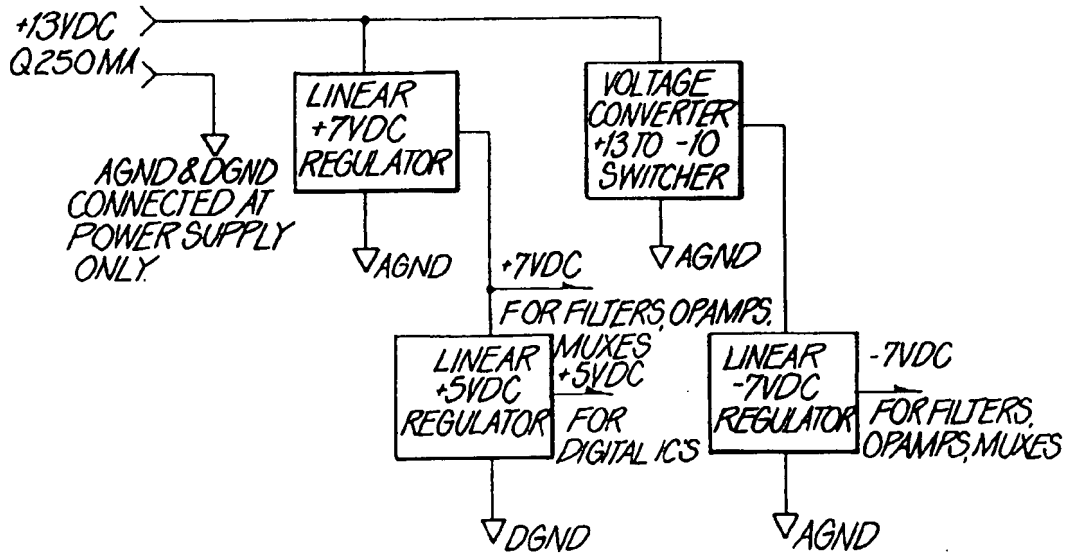 +13VDC
Q250MA
AGND & DGND
CONNECTED AT
POWER SUPPLY
ONLY.
LINEAR
+7VDC
REGULATOR
AGND
VOLTAGE
CONVERTER
+13 TO -10
SWITCHER
AGND
+7VDC
FOR FILTERS, OPAMPS,
MUXES
LINEAR
+5VDC
REGULATOR
+5VDC
FOR
DIGITAL IC'S
DGND
LINEAR
-7VDC
REGULATOR
-7VDC
FOR FILTERS,
OPAMPS, MUXES
AGND